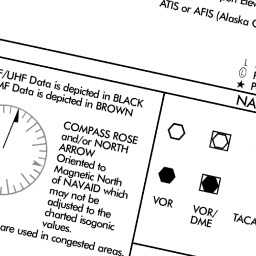 ATIS or AFIS (Alaska
F/UHF Data is depicted in BLACK
MF Data is depicted in BROWN
NA
COMPASS ROSE
and/or NORTH
ARROW
Oriented to
Magnetic North
of NAVAID which
may not be
adjusted to the
charted isogonic
values.
VOR
VOR/
DME
TACA
are used in congested areas.